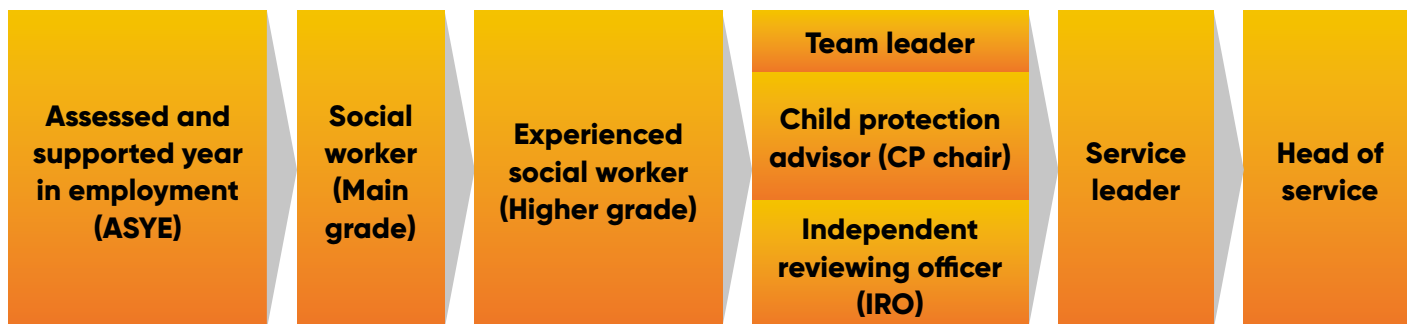 Assessed and
supported year
in employment
(ASYE)
Social
worker
(Main
grade)
Experienced
social worker
(Higher grade)
Team leader
Child protection
advisor (CP chair)
Independent
reviewing officer
(IRO)
Service
leader
Head of
service